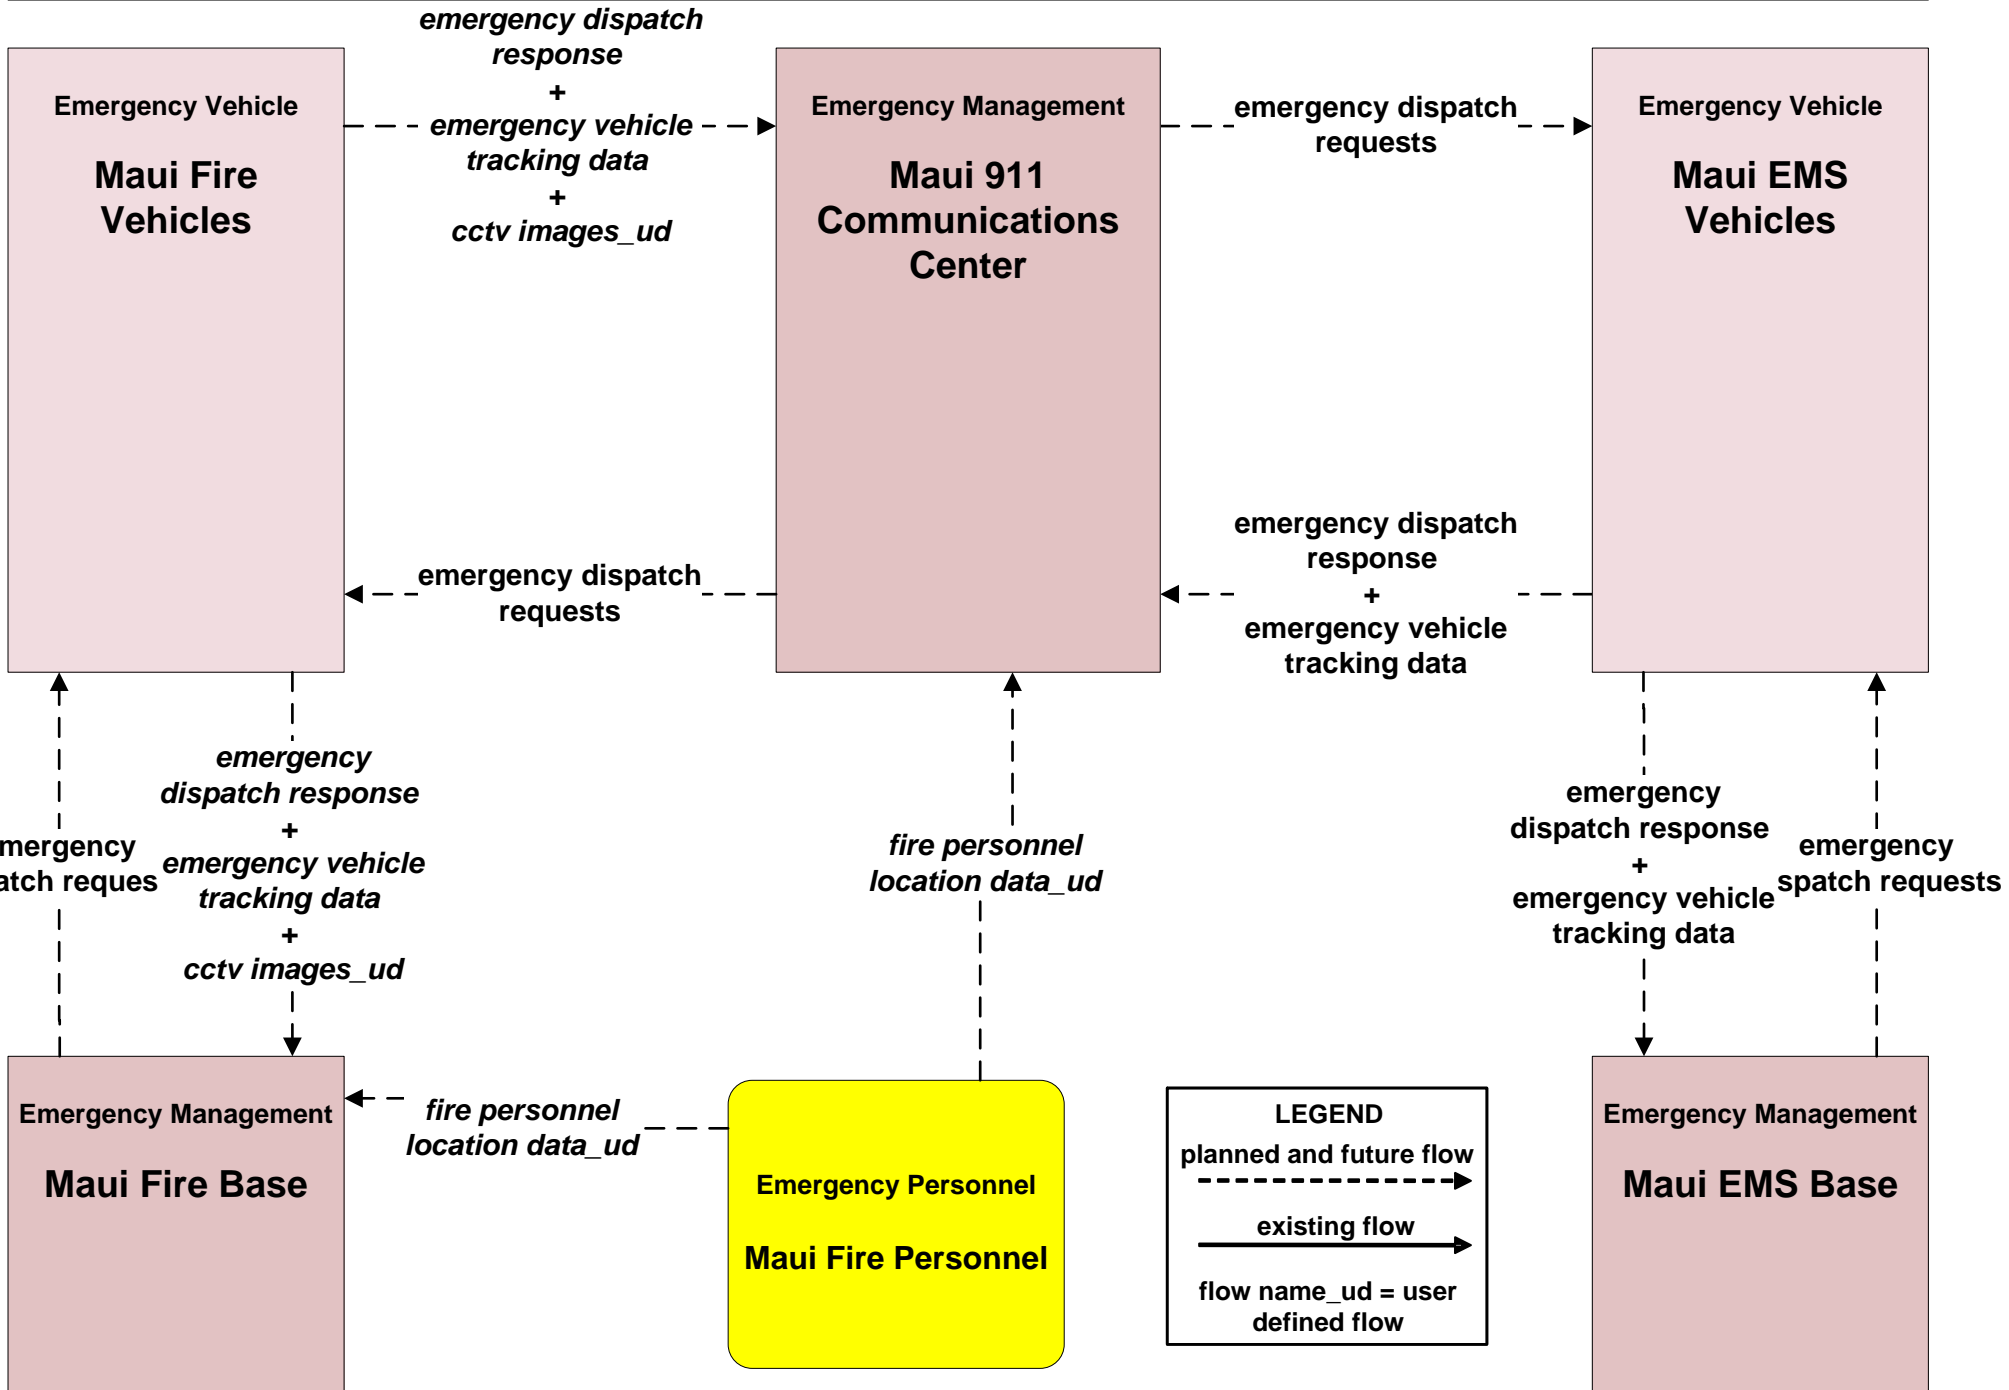 emergency dispatch
response
+
emergency vehicle
tracking data
+
cctv images_ud
Emergency Vehicle
Maui Fire
Vehicles
Emergency Management
Maui 911
Communications
Center
emergency dispatch
requests
Emergency Vehicle
Maui EMS
Vehicles
emergency dispatch
requests
emergency dispatch
response
+
emergency vehicle
tracking data
mergency
atch reques
emergency
dispatch response
+
emergency vehicle
tracking data
+
cctv images_ud
fire personnel
location data_ud
emergency
dispatch response
+
emergency vehicle
tracking data
emergency
spatch requests
Emergency Management
Maui Fire Base
fire personnel
location data_ud
Emergency Personnel
Maui Fire Personnel
LEGEND
planned and future flow
existing flow
flow name_ud = user
defined flow
Emergency Management
Maui EMS Base